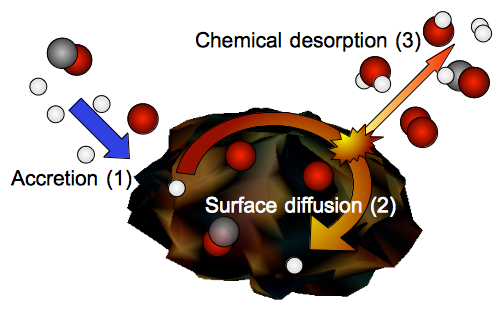 Chemical desorption (3)
Accretion (1)
Surface diffusion (2)